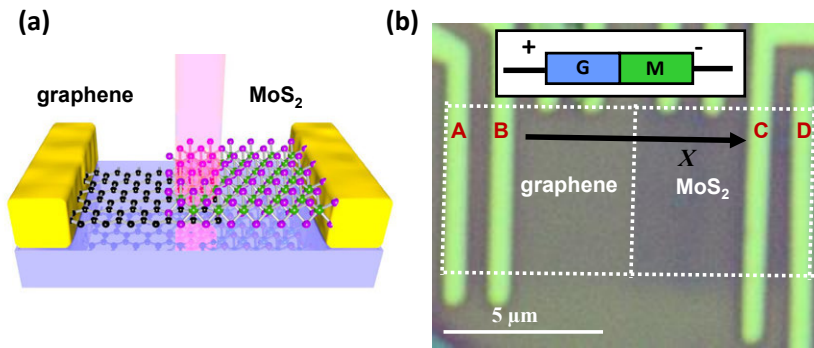 (a)
graphene
MoS₂
(b)
+
-
G
M
A
B
C
D
X
graphene
MoS₂
5 µm